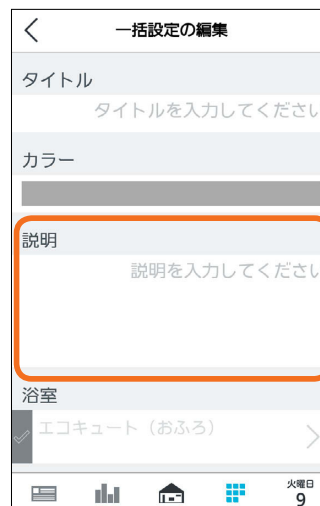 一括設定の編集
タイトル
タイトルを入力してください
カラー
説明
説明を入力してください
浴室
エコキュート（おふろ）
火曜日
9